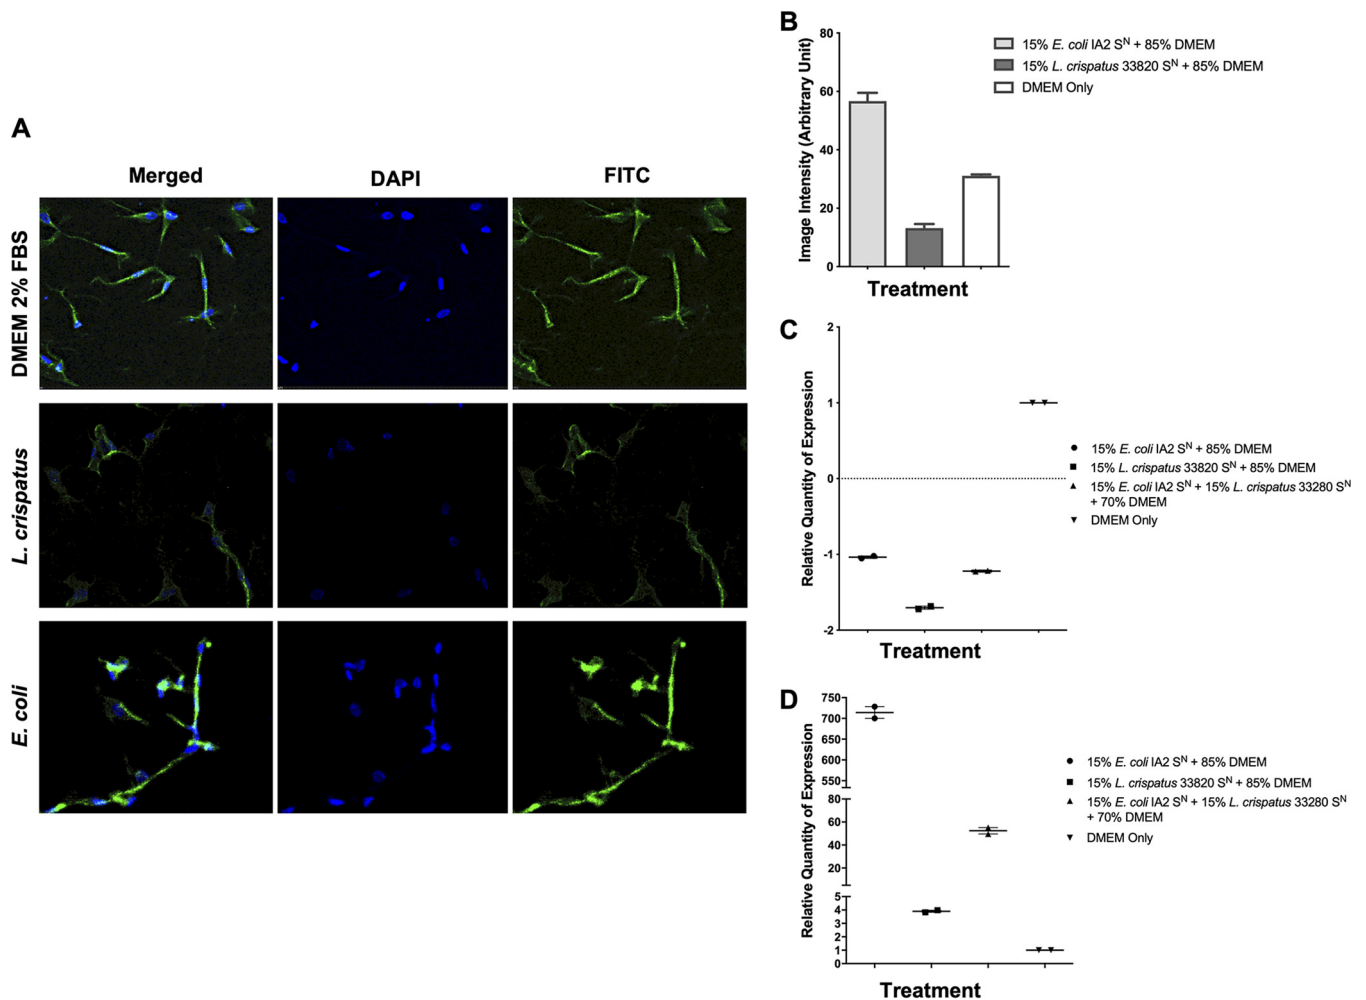 A
Merged
DAPI
FITC
DMEM 2% FBS
L. crispatus
E. coli
B
Image Intensity (Arbitrary Unit)
80
60
40
20
0
Treatment
15% E. coli IA2 Sᴺ + 85% DMEM
15% L. crispatus 33820 Sᴺ + 85% DMEM
DMEM Only
C
Relative Quantity of Expression
2
1
0
-1
-2
Treatment
15% E. coli IA2 Sᴺ + 85% DMEM
15% L. crispatus 33820 Sᴺ + 85% DMEM
15% E. coli IA2 Sᴺ + 15% L. crispatus 33280 Sᴺ
+ 70% DMEM
DMEM Only
D
Relative Quantity of Expression
750
700
650
600
550
80
60
40
20
5
4
3
2
1
0
Treatment
15% E. coli IA2 Sᴺ + 85% DMEM
15% L. crispatus 33820 Sᴺ + 85% DMEM
15% E. coli IA2 Sᴺ + 15% L. crispatus 33280 Sᴺ
+ 70% DMEM
DMEM Only